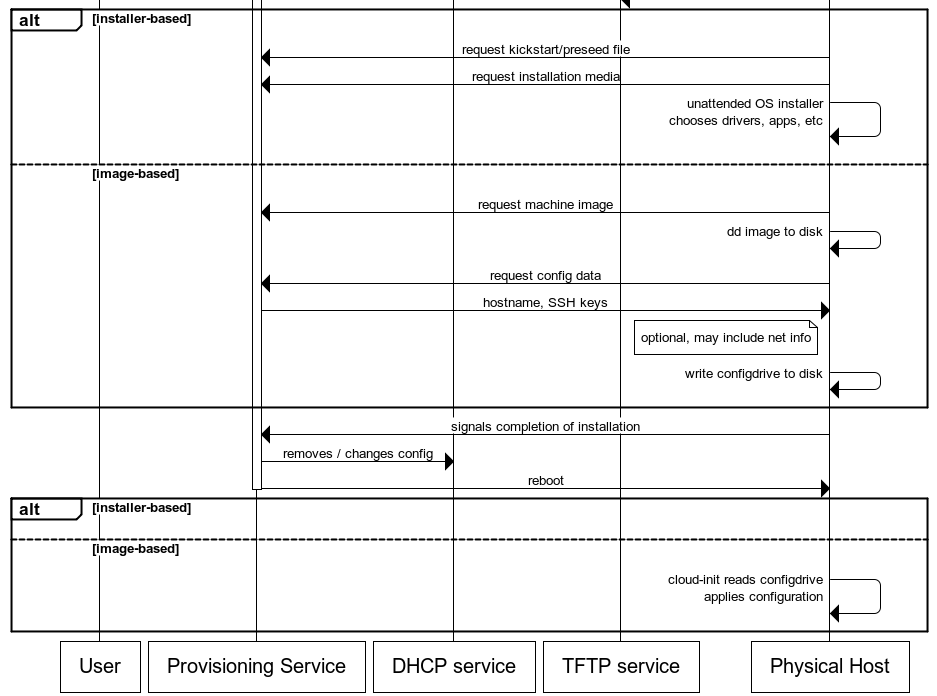 alt [installer-based]
request kickstart/preseed file
request installation media
unattended OS installer
chooses drivers, apps, etc
[image-based]
request machine image
dd image to disk
request config data
hostname, SSH keys
optional, may include net info
write configdrive to disk
signals completion of installation
removes / changes config
reboot
alt [installer-based]
[image-based]
cloud-init reads configdrive
applies configuration
User Provisioning Service DHCP service TFTP service Physical Host